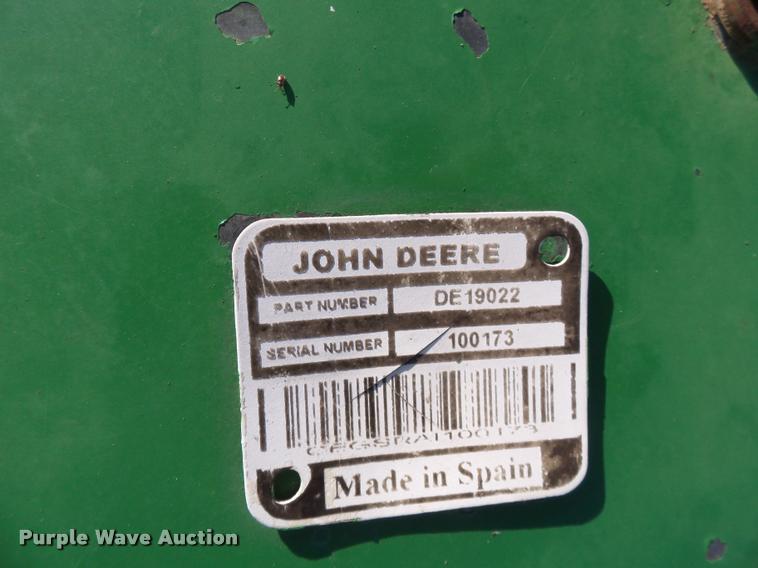 JOHN DEERE
PART NUMBER DE19022
SERIAL NUMBER 100173
Made in Spain
Purple Wave Auction